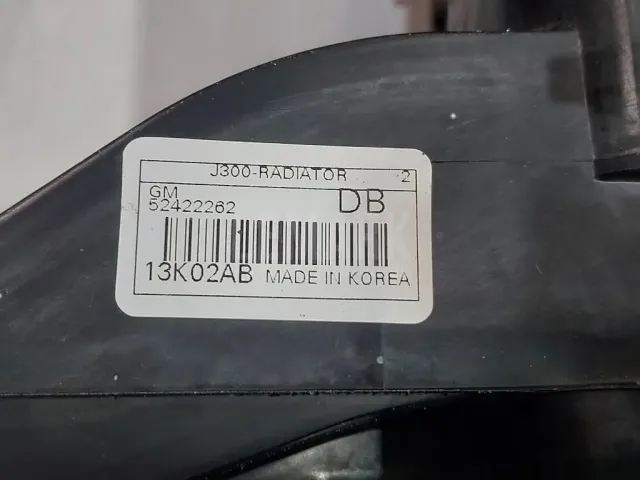 J300-RADIATOR 2
GM
52422262 DB
13K02AB MADE IN KOREA